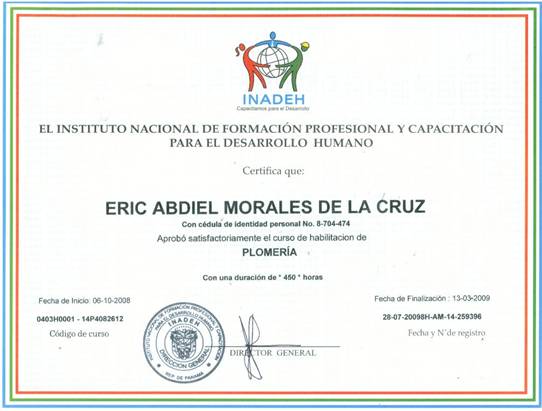 INADEH
Capacitamos para el Desarrollo
EL INSTITUTO NACIONAL DE FORMACIÓN PROFESIONAL Y CAPACITACIÓN
PARA EL DESARROLLO HUMANO
Certifica que:
ERIC ABDIEL MORALES DE LA CRUZ
Con cédula de identidad personal No. 8-704-474
Aprobó satisfactoriamente el curso de habilitacion de
PLOMERÍA
Con una duración de * 450 * horas
Fecha de Inicio: 06-10-2008
Fecha de Finalización : 13-03-2009
0403H0001 - 14P4082612
28-07-20098H-AM-14-259396
Código de curso
Fecha y N° de registro
INSTITUTO NACIONAL DE FORMACIÓN PROFESIONAL Y CAPACITACIÓN
PARA EL DESARROLLO HUMANO
INADEH
DIRECCIÓN GENERAL
REP. DE PANAMÁ
DIRECTOR GENERAL